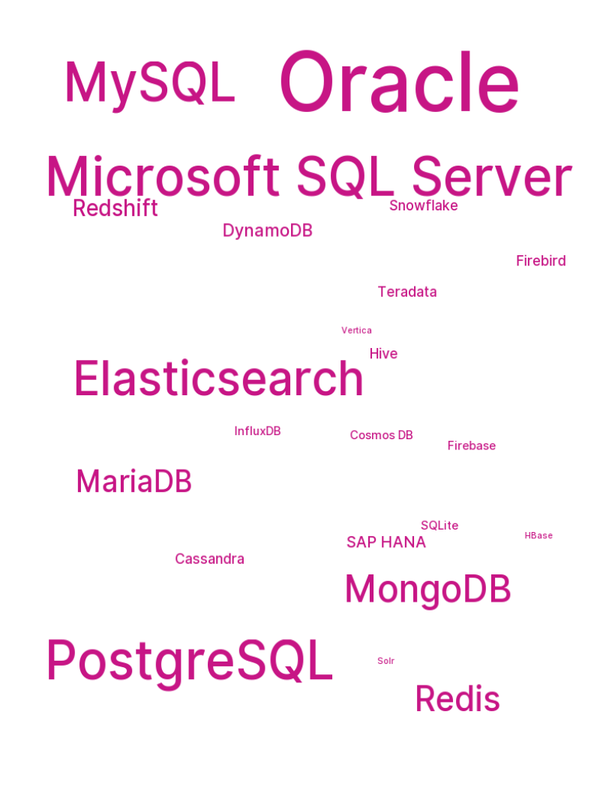 MySQL
Oracle
Microsoft SQL Server
Redshift
Snowflake
DynamoDB
Firebird
Teradata
Vertica
Hive
Elasticsearch
InfluxDB
Cosmos DB
Firebase
MariaDB
SQLite
HBase
SAP HANA
Cassandra
MongoDB
PostgreSQL
Solr
Redis